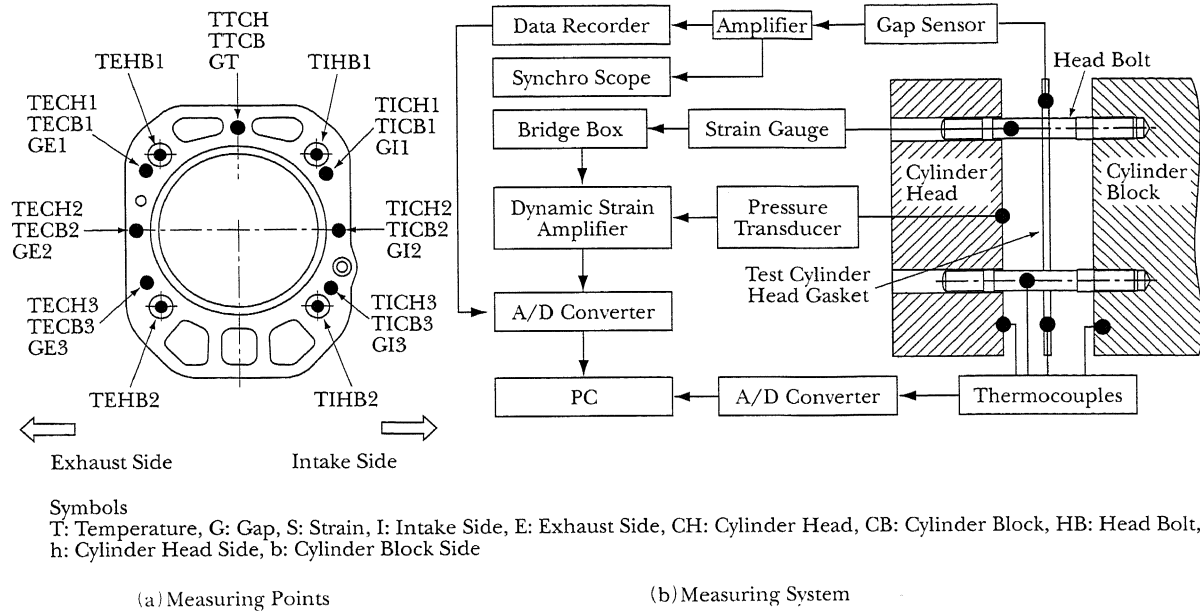 TTCH
TTCB
GT
TEHB1
TIHB1
TECH1
TECB1
GE1
TICH1
TICB1
GI1
TECH2
TECB2
GE2
TICH2
TICB2
GI2
TECH3
TECB3
GE3
TICH3
TICB3
GI3
TEHB2
TIHB2
Exhaust Side
Intake Side
Data Recorder
Amplifier
Gap Sensor
Synchro Scope
Head Bolt
Bridge Box
Strain Gauge
Cylinder
Head
Cylinder
Block
Dynamic Strain
Amplifier
Pressure
Transducer
Test Cylinder
Head Gasket
A/D Converter
PC
A/D Converter
Thermocouples
Symbols
T: Temperature, G: Gap, S: Strain, I: Intake Side, E: Exhaust Side, CH: Cylinder Head, CB: Cylinder Block, HB: Head Bolt,
h: Cylinder Head Side, b: Cylinder Block Side
(a) Measuring Points
(b) Measuring System